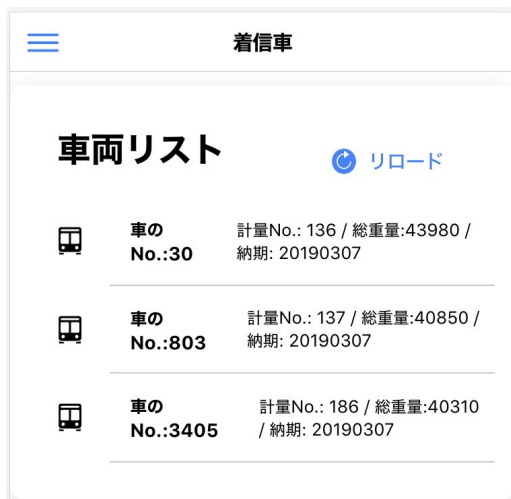 着信車
車両リスト
リロード
車の
No.:30
計量No.: 136 / 総重量:43980 /
納期: 20190307
車の
No.:803
計量No.: 137 / 総重量:40850 /
納期: 20190307
車の
No.:3405
計量No.: 186 / 総重量:40310
/ 納期: 20190307